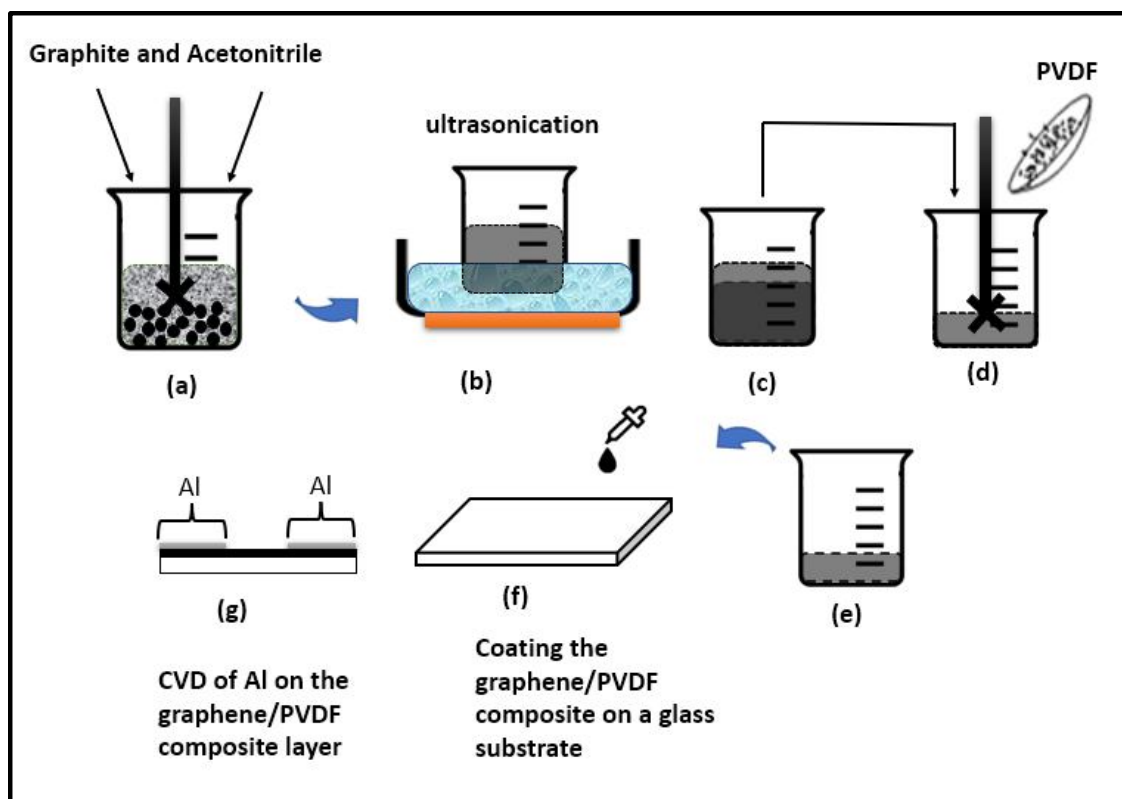 Graphite and Acetonitrile
ultrasonication
PVDF
(a)
(b)
(c)
(d)
Al
Al
(g)
(f)
(e)
CVD of Al on the
graphene/PVDF
composite layer
Coating the
graphene/PVDF
composite on a glass
substrate